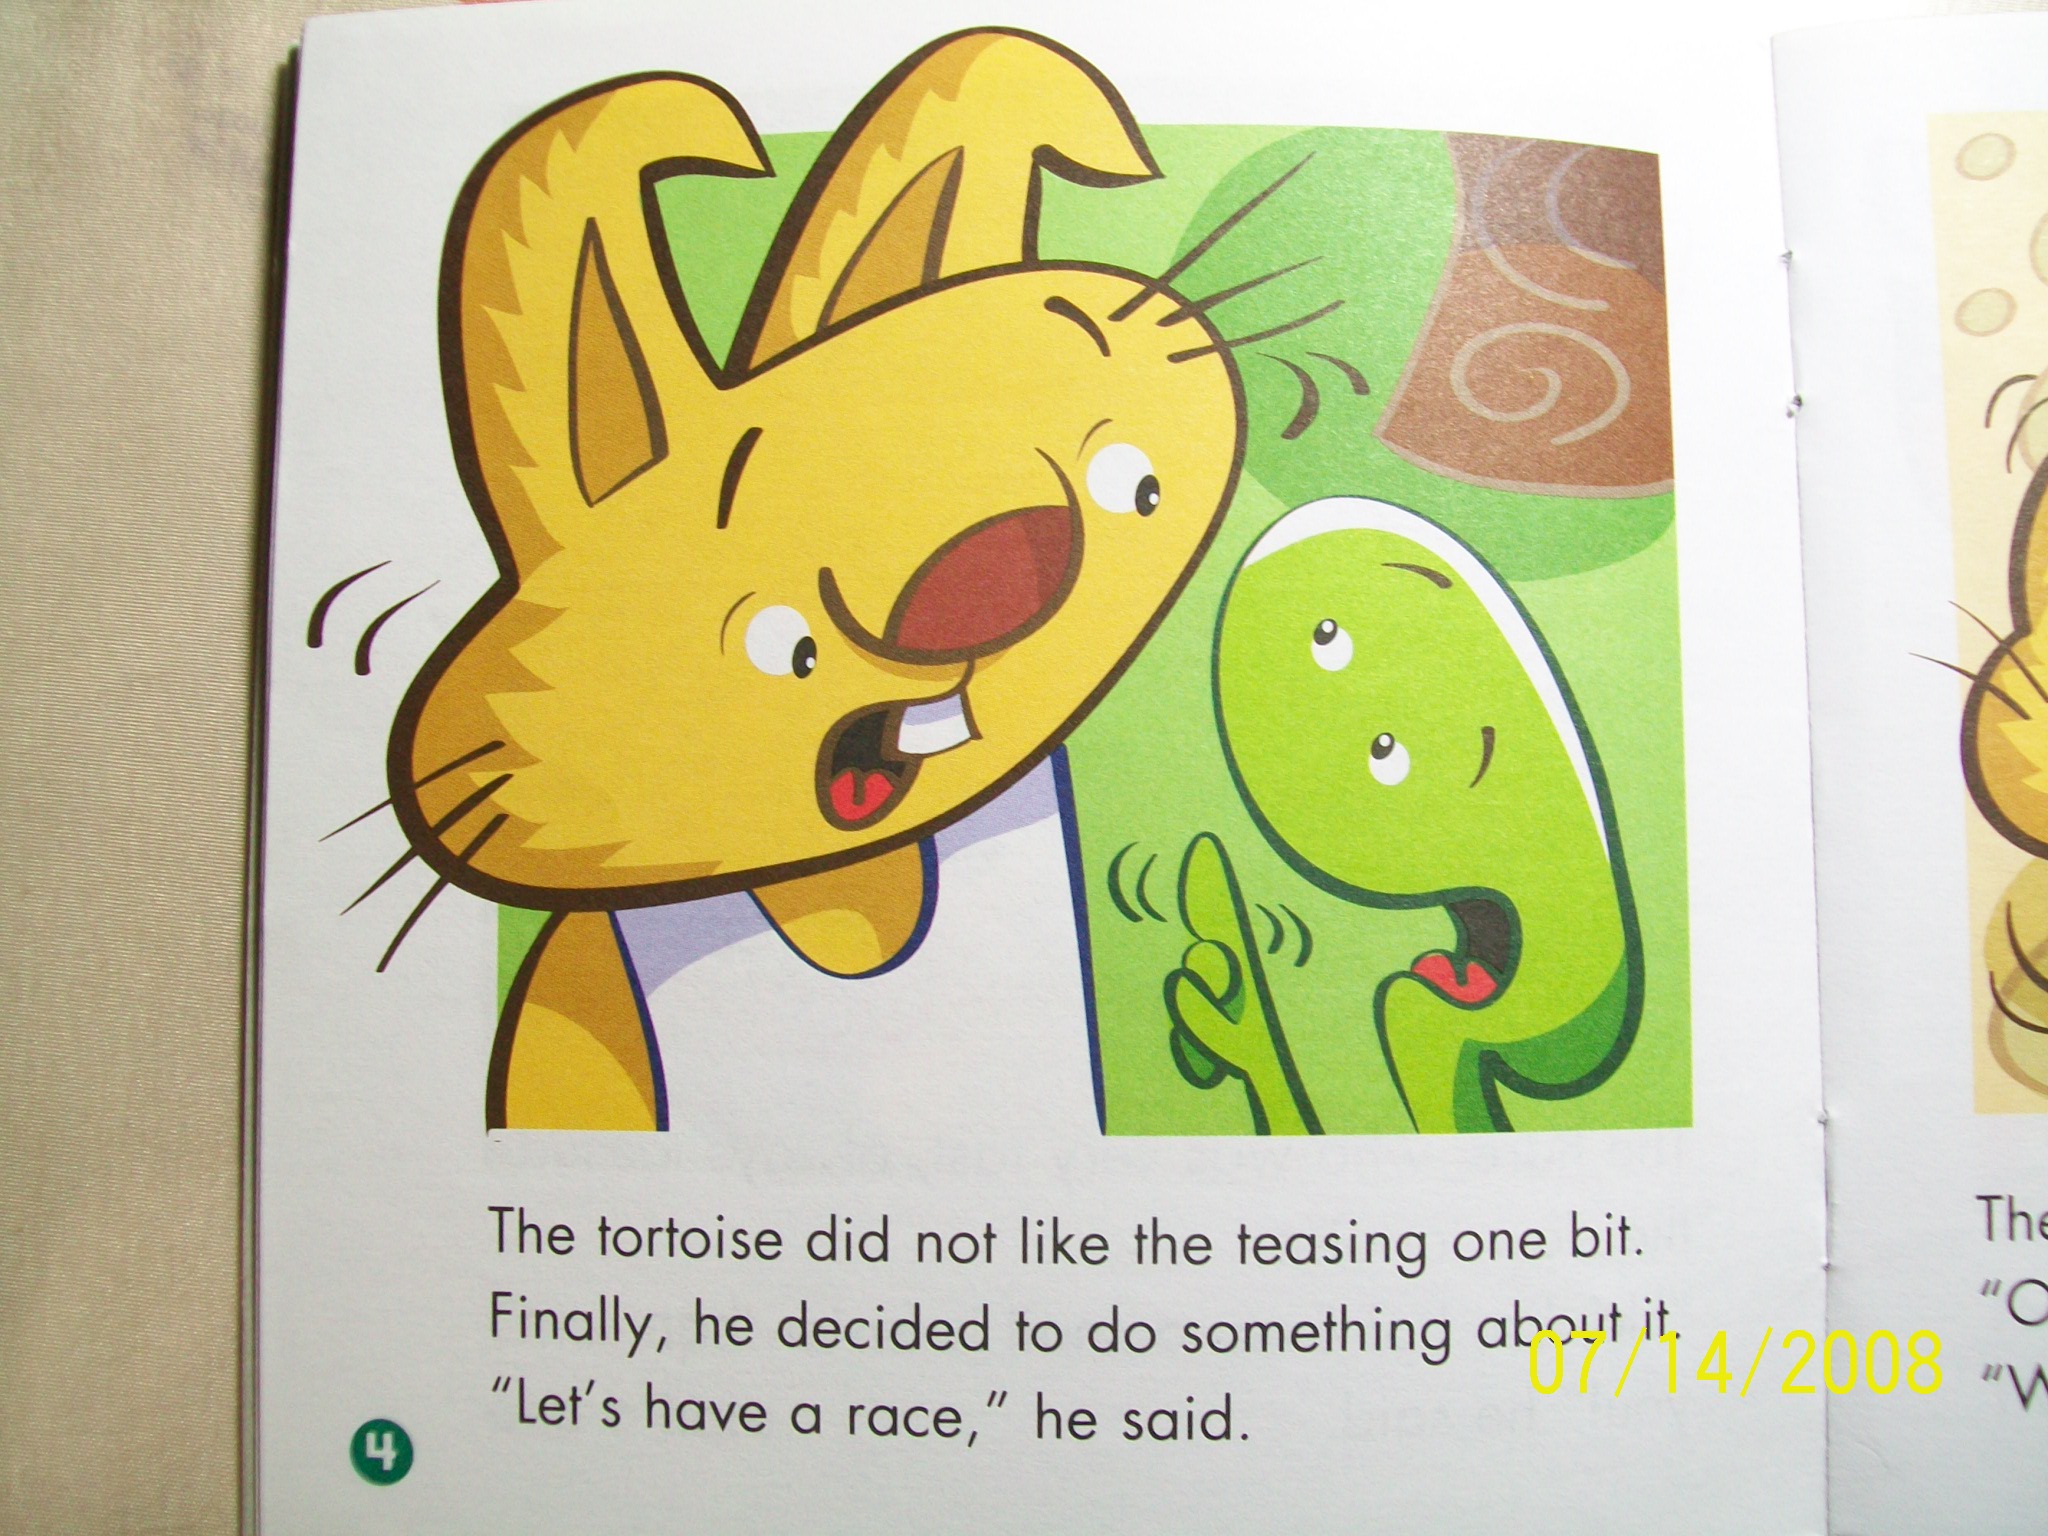 The tortoise did not like the teasing one bit.
Finally, he decided to do something about it.
“Let’s have a race,” he said.
4
07/14/2008
The
“O
“W